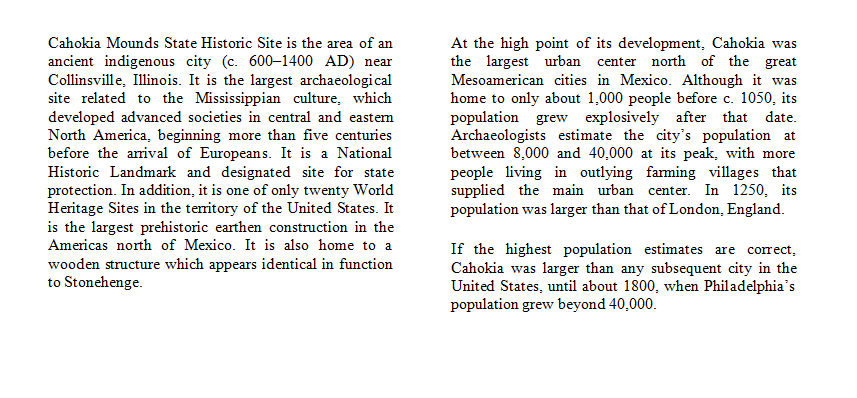 Cahokia Mounds State Historic Site is the area of an
ancient indigenous city (c. 600–1400 AD) near
Collinsville, Illinois. It is the largest archaeological
site related to the Mississippian culture, which
developed advanced societies in central and eastern
North America, beginning more than five centuries
before the arrival of Europeans. It is a National
Historic Landmark and designated site for state
protection. In addition, it is one of only twenty World
Heritage Sites in the territory of the United States. It
is the largest prehistoric earthen construction in the
Americas north of Mexico. It is also home to a
wooden structure which appears identical in function
to Stonehenge.
At the high point of its development, Cahokia was
the largest urban center north of the great
Mesoamerican cities in Mexico. Although it was
home to only about 1,000 people before c. 1050, its
population grew explosively after that date.
Archaeologists estimate the city’s population at
between 8,000 and 40,000 at its peak, with more
people living in outlying farming villages that
supplied the main urban center. In 1250, its
population was larger than that of London, England.
If the highest population estimates are correct,
Cahokia was larger than any subsequent city in the
United States, until about 1800, when Philadelphia’s
population grew beyond 40,000.